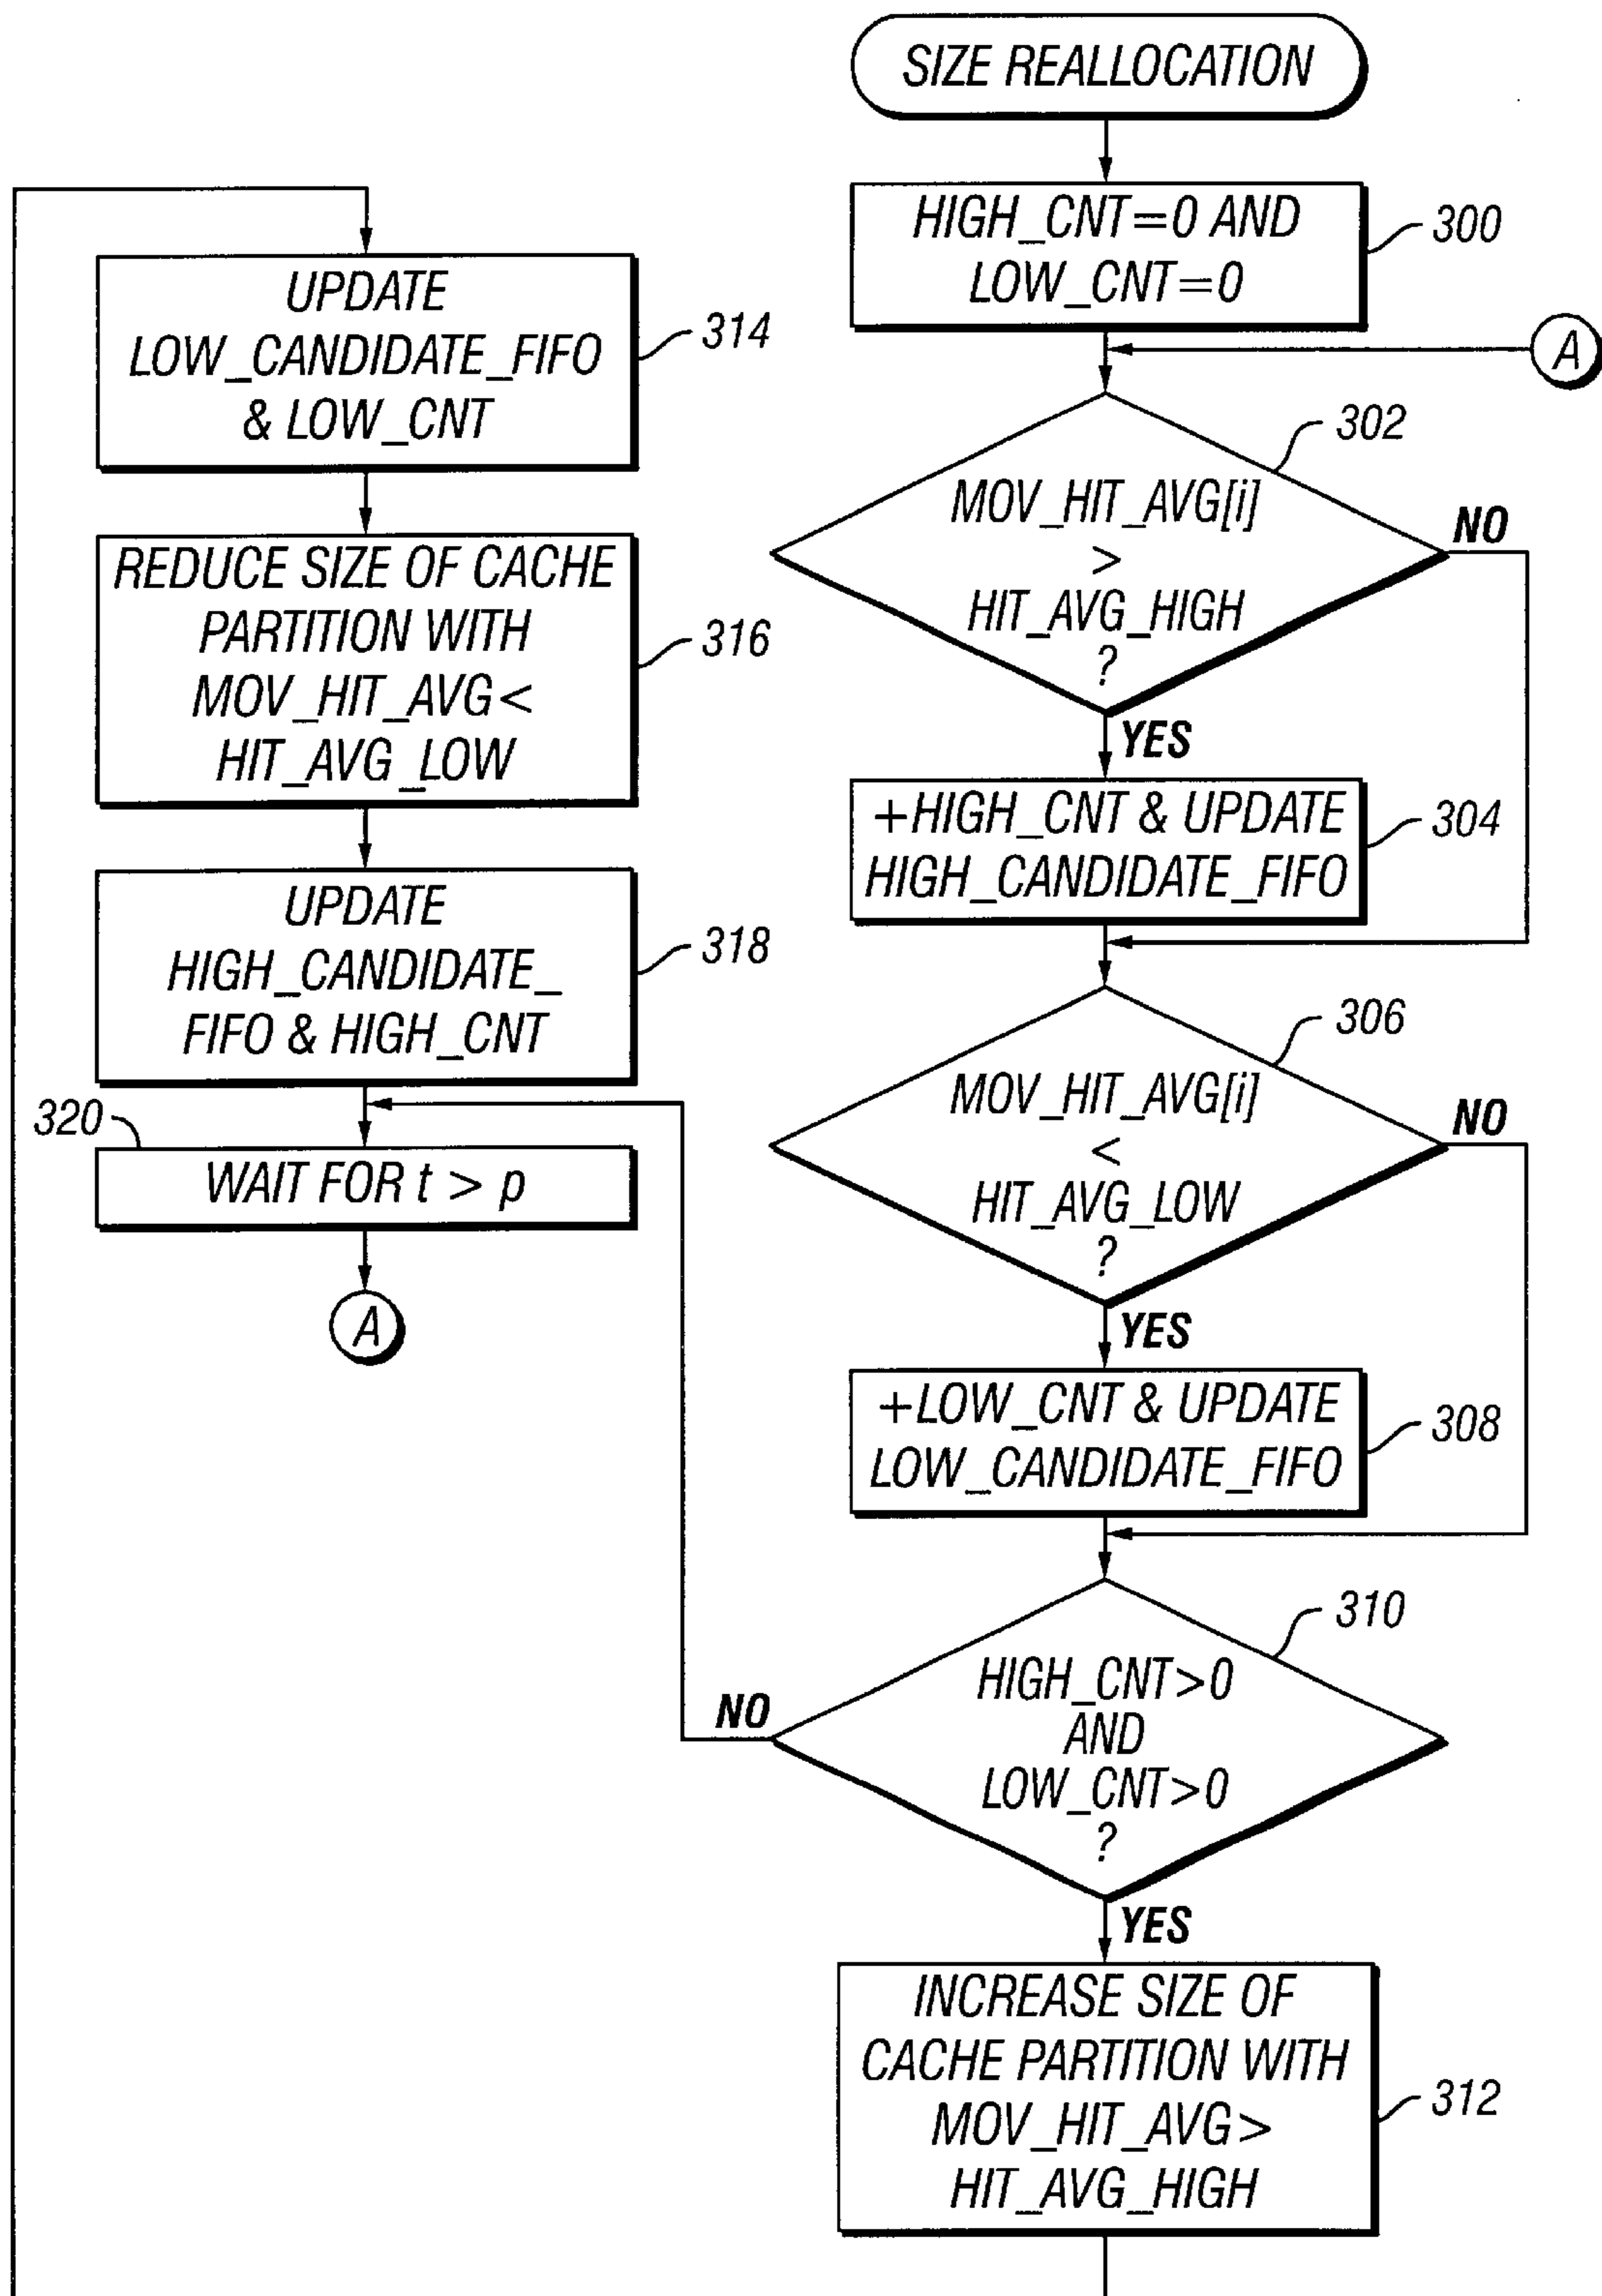 SIZE REALLOCATION
HIGH_CNT=0 AND
LOW_CNT=0
300
A
302
MOV_HIT_AVG[i]
>
HIT_AVG_HIGH
?
NO
YES
+HIGH_CNT & UPDATE
HIGH_CANDIDATE_FIFO
304
306
MOV_HIT_AVG[i]
<
HIT_AVG_LOW
?
NO
YES
+LOW_CNT & UPDATE
LOW_CANDIDATE_FIFO
308
310
HIGH_CNT>0
AND
LOW_CNT>0
?
NO
YES
INCREASE SIZE OF
CACHE PARTITION WITH
MOV_HIT_AVG>
HIT_AVG_HIGH
312
UPDATE
LOW_CANDIDATE_FIFO
& LOW_CNT
314
REDUCE SIZE OF CACHE
PARTITION WITH
MOV_HIT_AVG<
HIT_AVG_LOW
316
UPDATE
HIGH_CANDIDATE_
FIFO & HIGH_CNT
318
320
WAIT FOR t > p
A